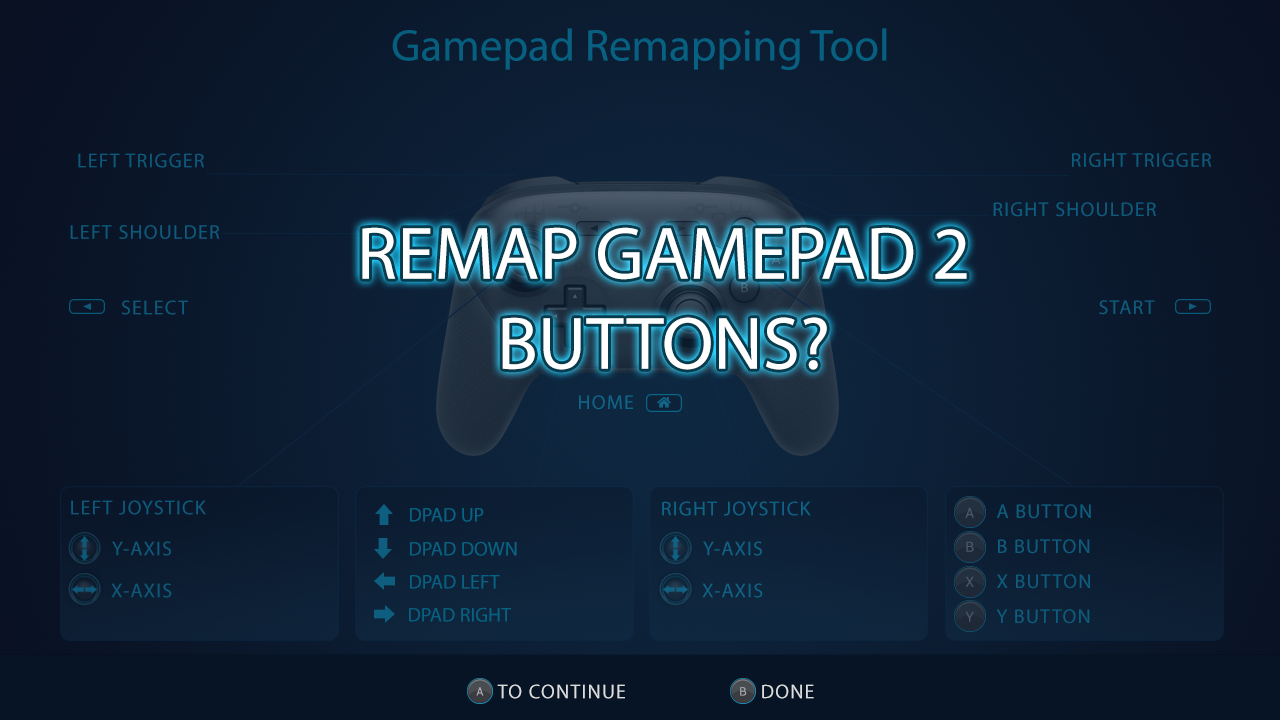 Gamepad Remapping Tool
LEFT TRIGGER
RIGHT TRIGGER
RIGHT SHOULDER
LEFT SHOULDER
REMAP GAMEPAD 2
BUTTONS?
B
SELECT
START
HOME
LEFT JOYSTICK
Y-AXIS
X-AXIS
DPAD UP
DPAD DOWN
DPAD LEFT
DPAD RIGHT
RIGHT JOYSTICK
Y-AXIS
X-AXIS
A A BUTTON
B B BUTTON
X X BUTTON
Y Y BUTTON
A TO CONTINUE
B DONE